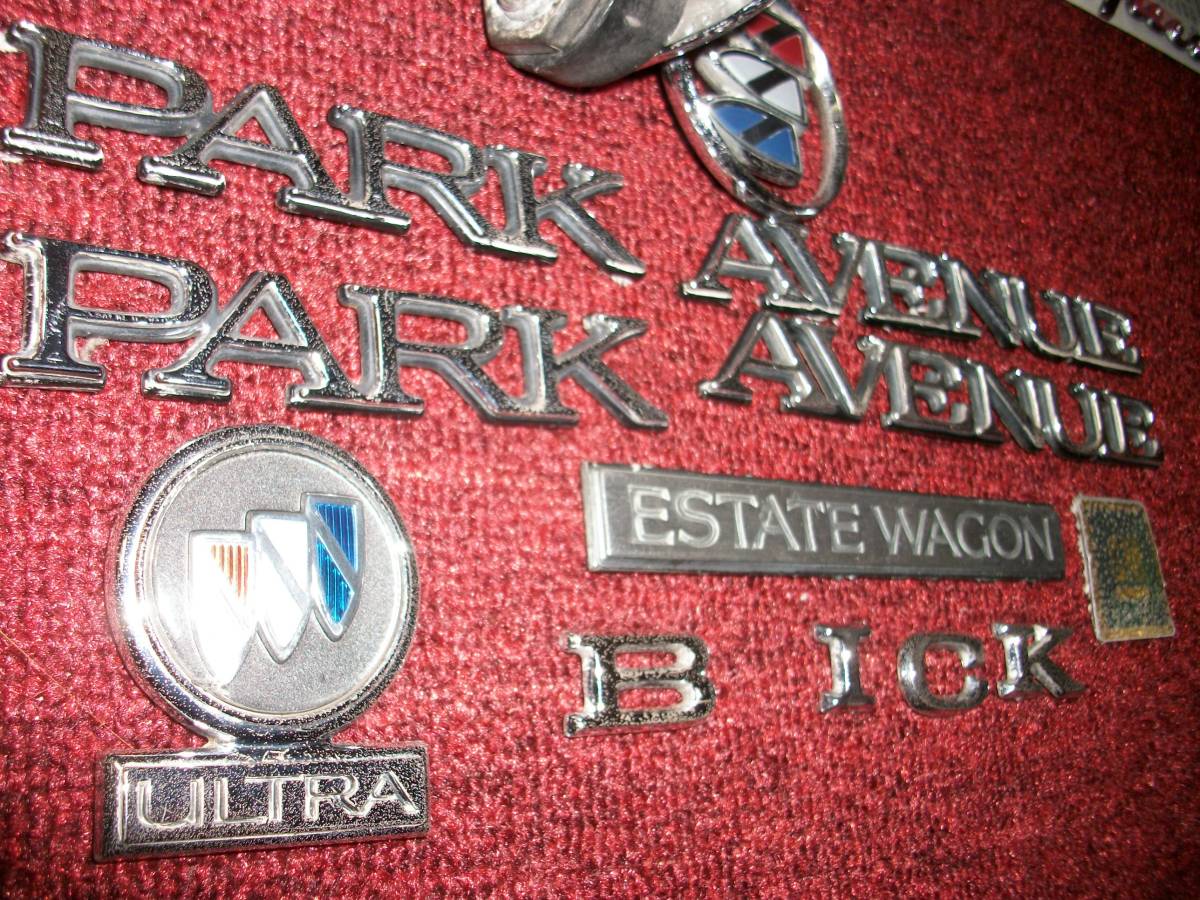 PARK AVENUE
PARK AVENUE
ESTATE WAGON
B ICK
ULTRA